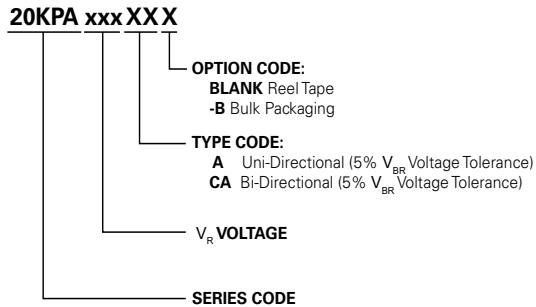 20KPA xxx XX X
OPTION CODE:
BLANK Reel Tape
-B Bulk Packaging
TYPE CODE:
A Uni-Directional (5% VBR Voltage Tolerance)
CA Bi-Directional (5% VBR Voltage Tolerance)
VR VOLTAGE
SERIES CODE